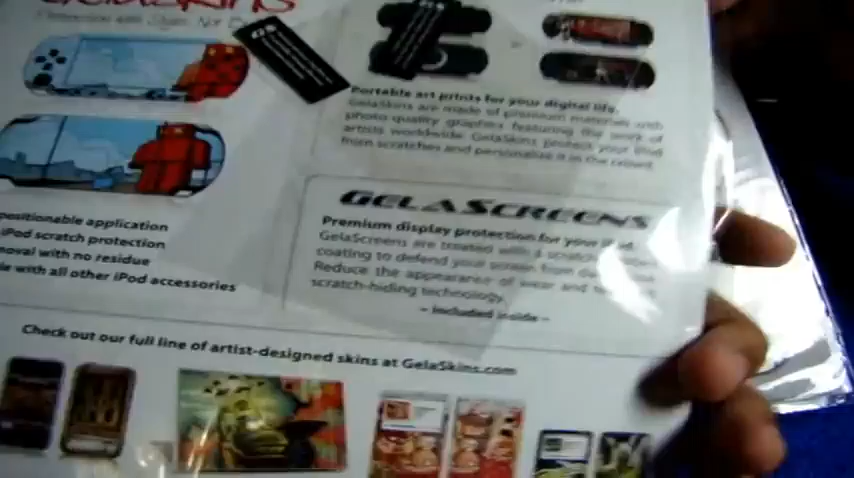 GELASKINS
Portable art prints for your digital life.
GelaSkins are made of premium materials with
photo quality graphics featuring the work of
artists worldwide. GelaSkins protect your iPod
from scratches and personalize it in the
GELASCREENS
Premium display protection for your iPod.
GelaScreens are treated with a scratch
coating to defend your screen from
Reduce the appearance of wear and
scratch-hiding technology.
~ included inside ~
positionable application
iPod scratch protection
moval with no residue
le with all other iPod accessories
Check out our full line of artist-designed skins at GelaSkins.com